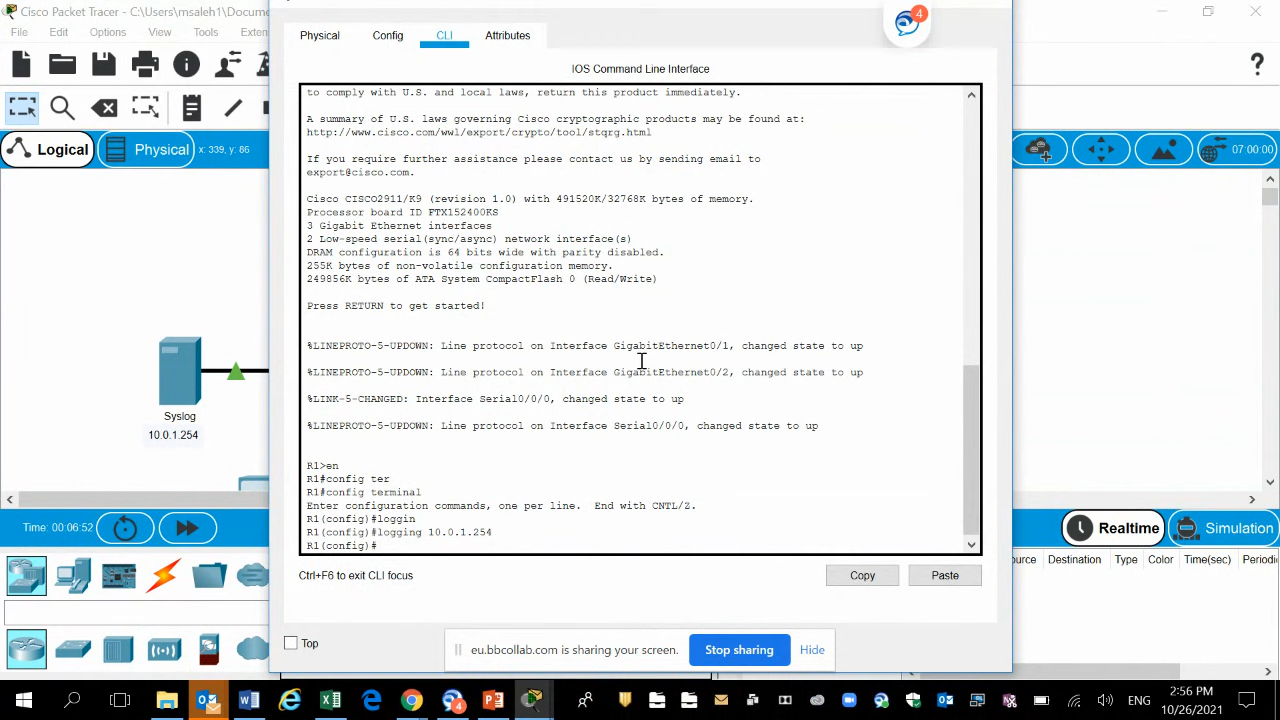 Cisco Packet Tracer - C:\Users\msaleh1\Docum
File Edit Options View Tools Exten
4
Physical Config CLI Attributes
IOS Command Line Interface
?
Logical
Physical
x: 339, y: 86
07:00:00
to comply with U.S. and local laws, return this product immediately.
A summary of U.S. laws governing Cisco cryptographic products may be found at:
http://www.cisco.com/wwl/export/crypto/tool/stqrg.html
If you require further assistance please contact us by sending email to
export@cisco.com.
Cisco CISCO2911/K9 (revision 1.0) with 491520K/32768K bytes of memory.
Processor board ID FTX152400KS
3 Gigabit Ethernet interfaces
2 Low-speed serial(sync/async) network interface(s)
DRAM configuration is 64 bits wide with parity disabled.
255K bytes of non-volatile configuration memory.
249856K bytes of ATA System CompactFlash 0 (Read/Write)
Press RETURN to get started!
%LINEPROTO-5-UPDOWN: Line protocol on Interface GigabitEthernet0/1, changed state to up
%LINEPROTO-5-UPDOWN: Line protocol on Interface GigabitEthernet0/2, changed state to up
%LINK-5-CHANGED: Interface Serial0/0/0, changed state to up
%LINEPROTO-5-UPDOWN: Line protocol on Interface Serial0/0/0, changed state to up
R1>en
R1#config ter
R1#config terminal
Enter configuration commands, one per line. End with CNTL/Z.
R1(config)#loggin
R1(config)#logging 10.0.1.254
R1(config)#
Syslog
10.0.1.254
Ctrl+F6 to exit CLI focus
Copy
Paste
Top
Time: 00:06:52
Realtime
Simulation
ource Destination Type Color Time(sec) Periodi
eu.bbcollab.com is sharing your screen.
Stop sharing
Hide
4
ENG
2:56 PM
10/26/2021